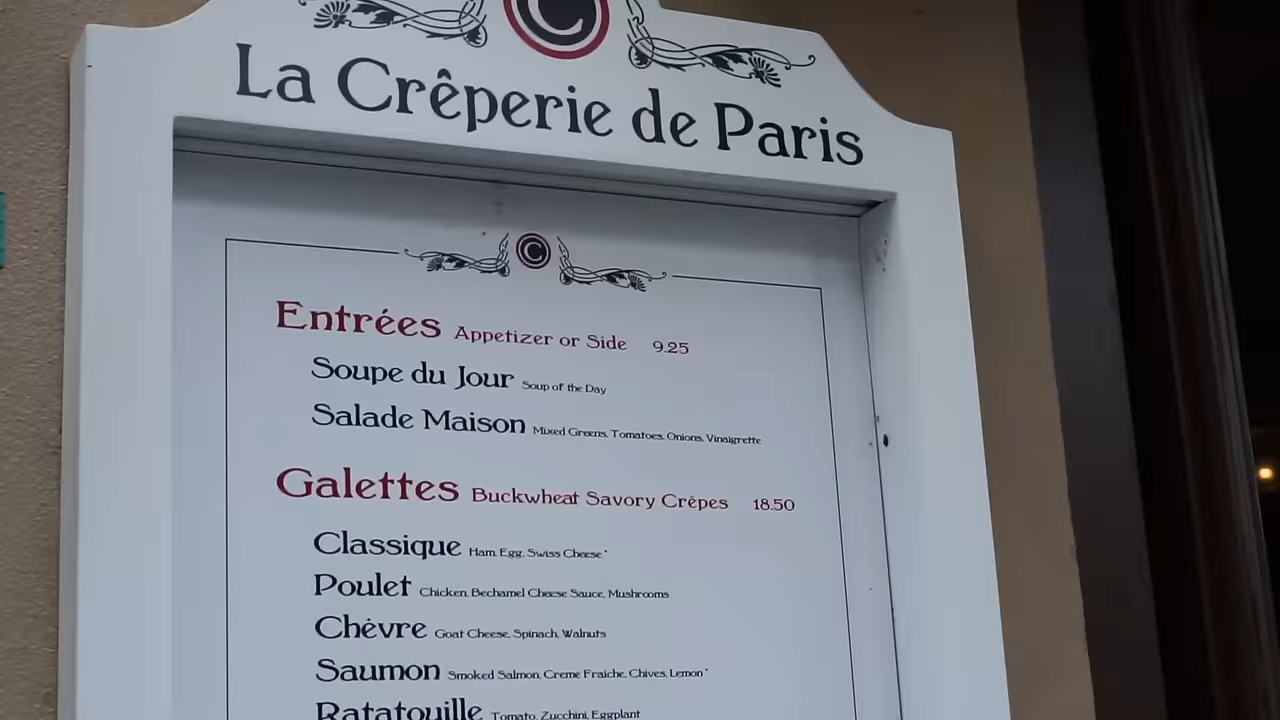 C
La Crêperie de Paris
C
Entrées Appetizer or Side 9.25
Soupe du Jour Soup of the Day
Salade Maison Mixed Greens, Tomatoes, Onions, Vinaigrette
Galettes Buckwheat Savory Crêpes 18.50
Classique Ham, Egg, Swiss Cheese*
Poulet Chicken, Bechamel Cheese Sauce, Mushrooms
Chèvre Goat Cheese, Spinach, Walnuts
Saumon Smoked Salmon, Creme Fraiche, Chives, Lemon*
Ratatouille Tomato, Zucchini, Eggplant